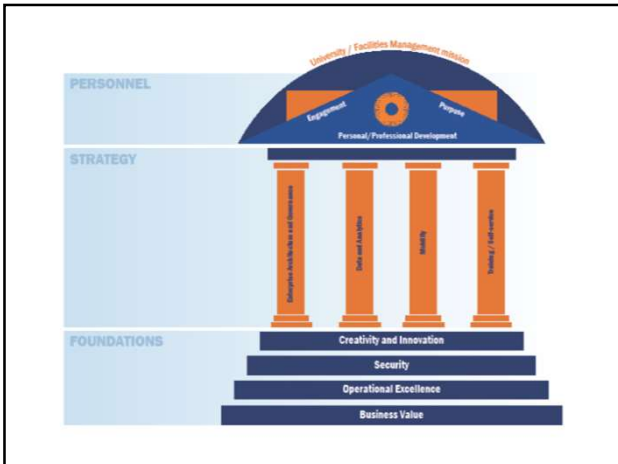 University / Facilities Management mission
PERSONNEL
Engagement
Purpose
Personal/Professional Development
STRATEGY
Enterprise Architecture and Governance
Data and Analytics
Mobility
Training / Self-service
FOUNDATIONS
Creativity and Innovation
Security
Operational Excellence
Business Value